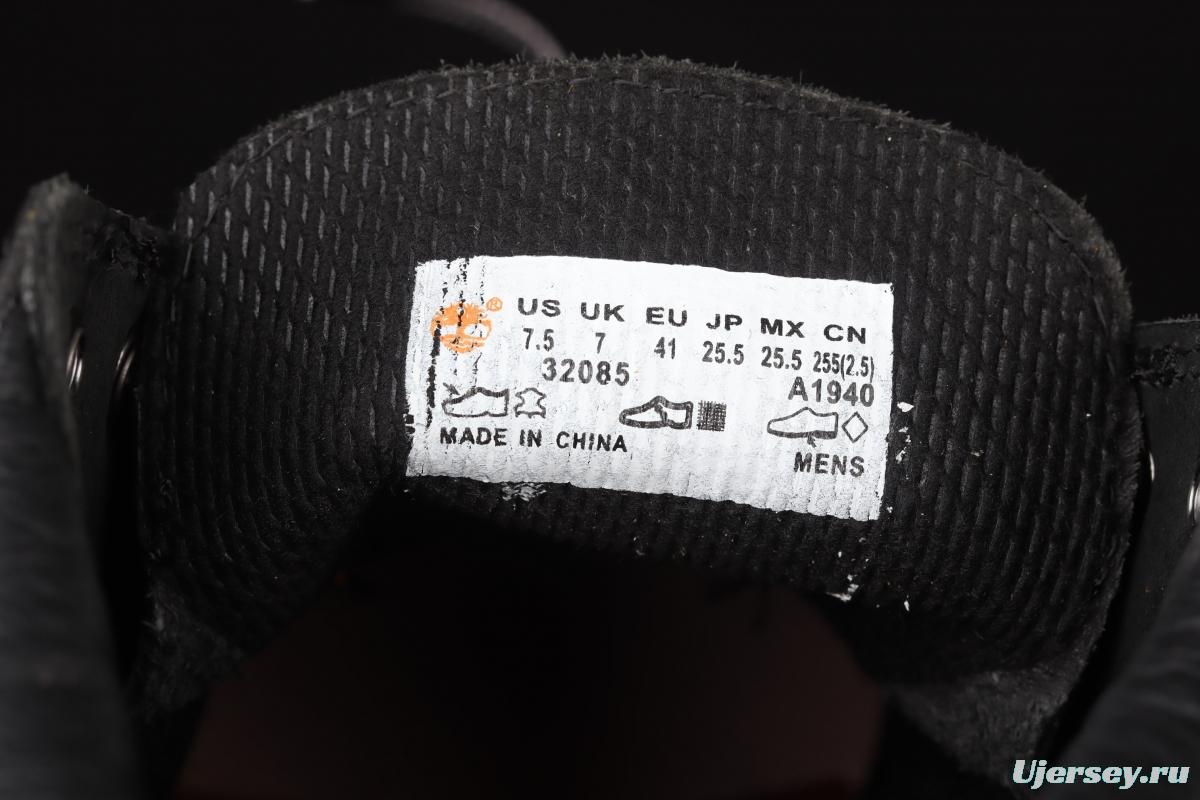 ® US UK EU JP MX CN
7.5 7 41 25.5 25.5 255(2.5)
32085 A1940
MADE IN CHINA
MENS
Ujersey.ru